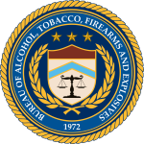 BUREAU OF ALCOHOL, TOBACCO, FIREARMS AND EXPLOSIVES
1972